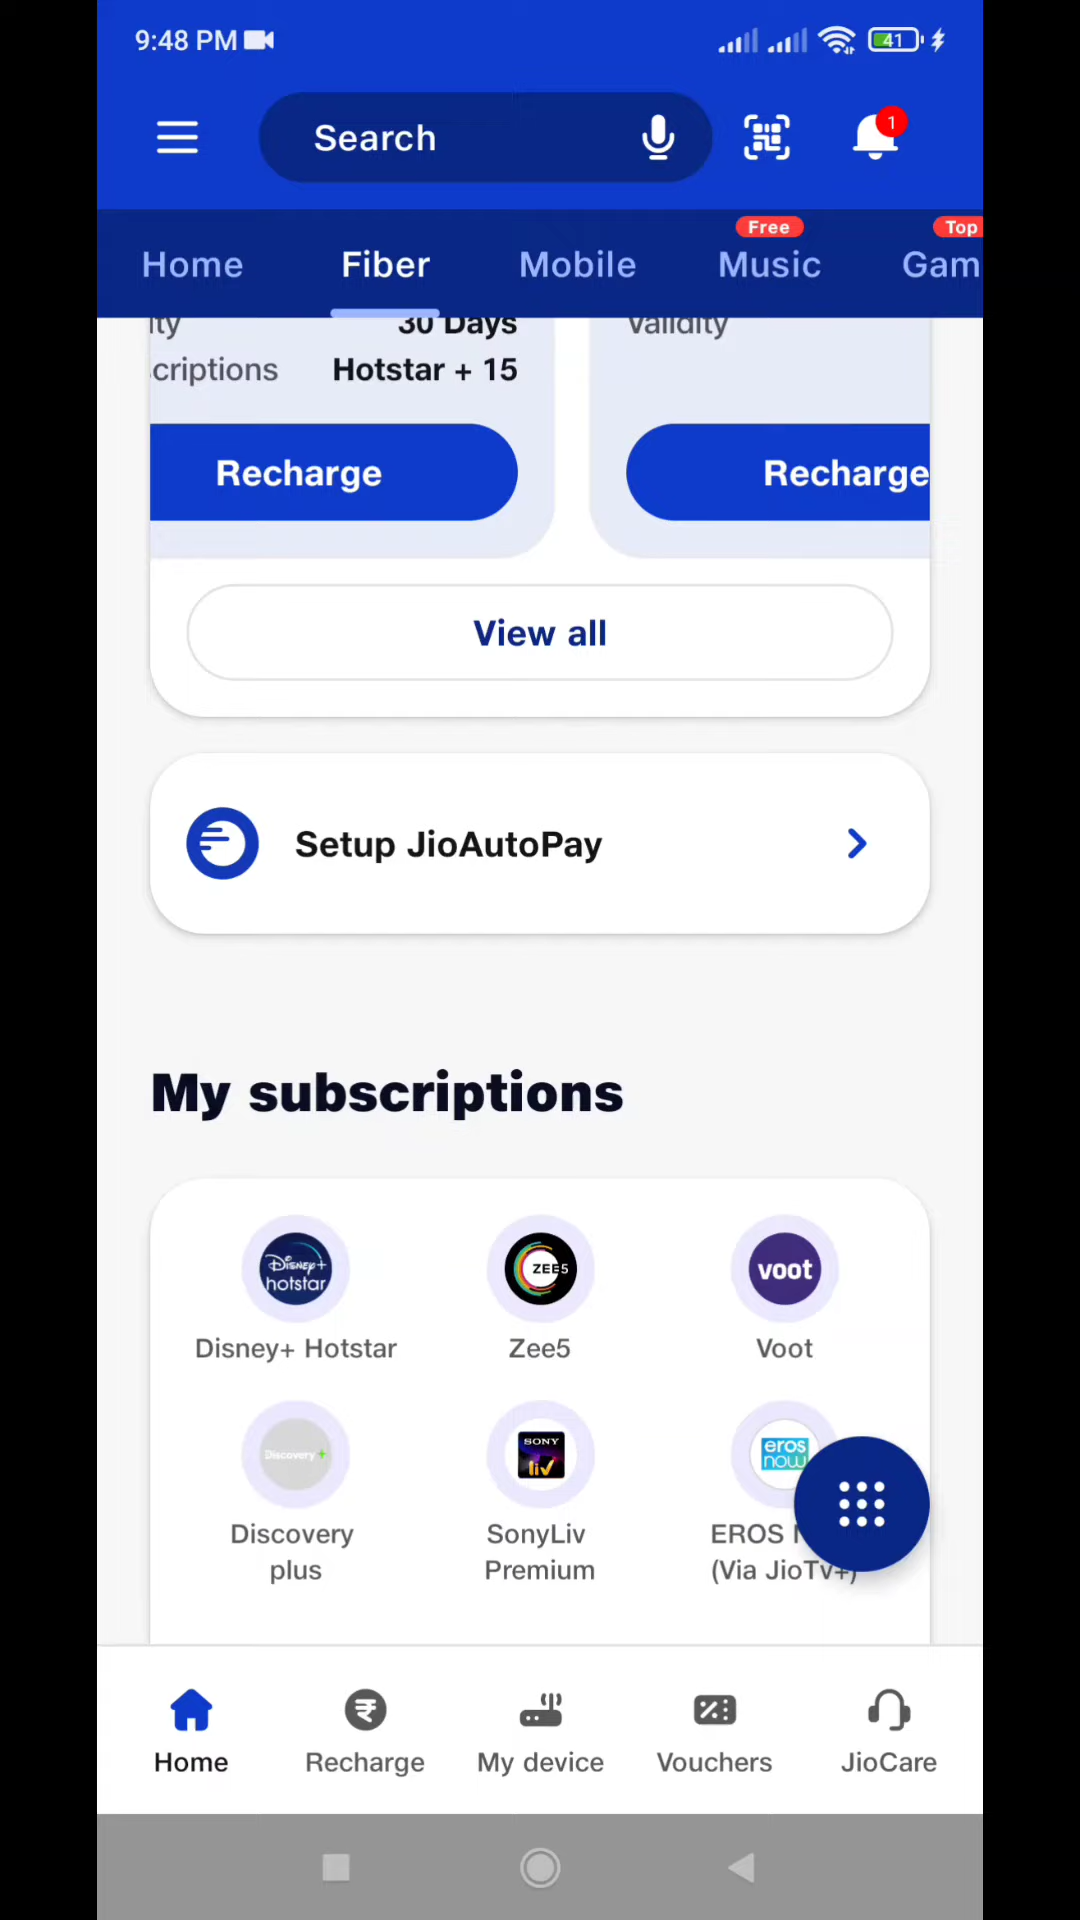 9:48 PM
41
Search
1
Home Fiber Mobile Free Music Top Gam
ity 30 Days
criptions Hotstar + 15
Validity
Recharge
Recharge
View all
Setup JioAutoPay
My subscriptions
Disney+ hotstar
ZEE5
voot
Disney+ Hotstar
Zee5
Voot
Discovery+
SONY liv
eros now
Discovery plus
SonyLiv Premium
EROS
(Via JioTv+)
Home
Recharge
My device
Vouchers
JioCare